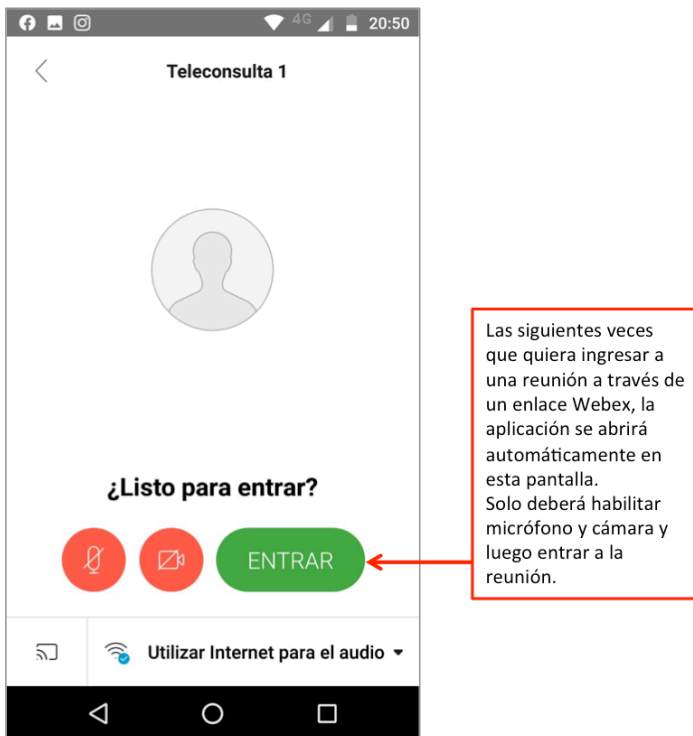 4G 20:50
Teleconsulta 1
¿Listo para entrar?
ENTRAR
Utilizar Internet para el audio
Las siguientes veces
que quiera ingresar a
una reunión a través de
un enlace Webex, la
aplicación se abrirá
automáticamente en
esta pantalla.
Solo deberá habilitar
micrófono y cámara y
luego entrar a la
reunión.